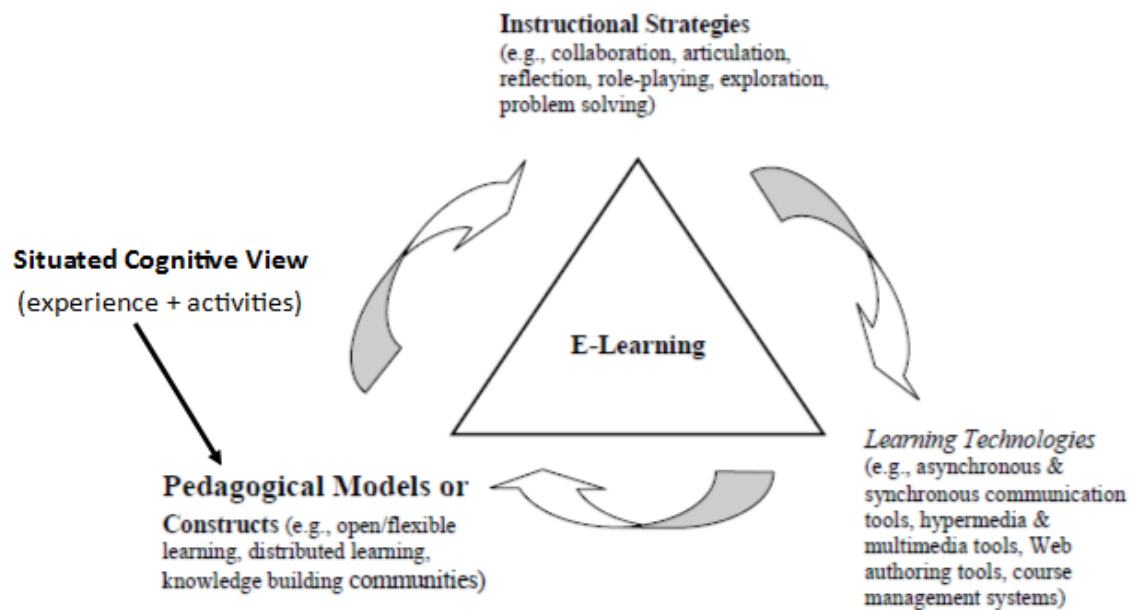 Instructional Strategies
(e.g., collaboration, articulation,
reflection, role-playing, exploration,
problem solving)
Situated Cognitive View
(experience + activities)
E-Learning
Pedagogical Models or
Constructs (e.g., open/flexible
learning, distributed learning,
knowledge building communities)
Learning Technologies
(e.g., asynchronous &
synchronous communication
tools, hypermedia &
multimedia tools, Web
authoring tools, course
management systems)